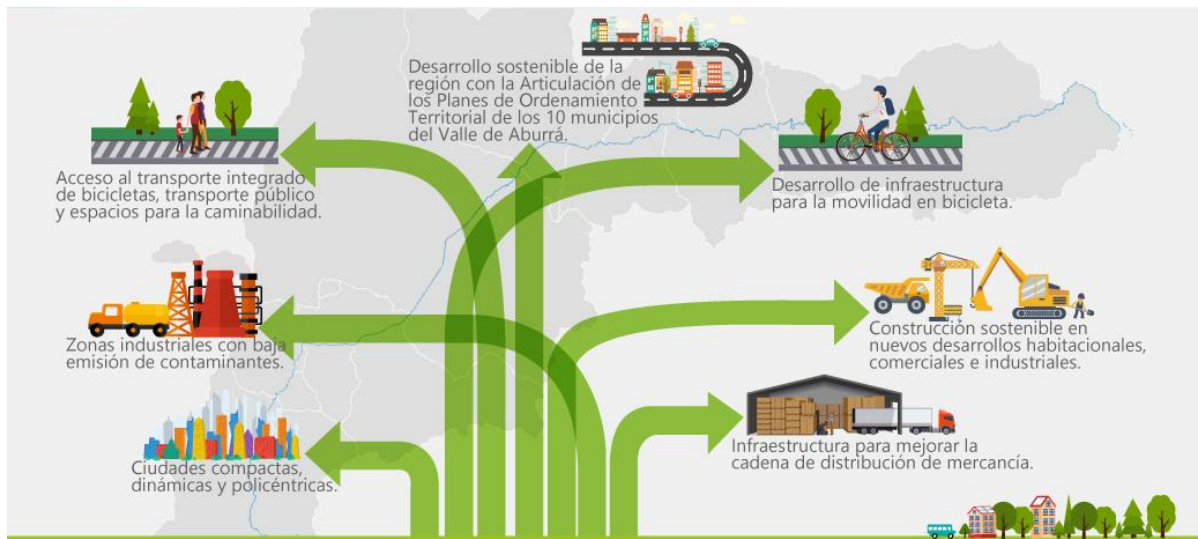 Desarrollo sostenible de la
región con la Articulación de
los Planes de Ordenamiento
Territorial de los 10 municipios
del Valle de Aburrá.
Acceso al transporte integrado
de bicicletas, transporte público
y espacios para la caminabilidad.
Desarrollo de infraestructura
para la movilidad en bicicleta.
Zonas industriales con baja
emisión de contaminantes.
Construcción sostenible en
nuevos desarrollos habitacionales,
comerciales e industriales.
Ciudades compactas,
dinámicas y policéntricas.
Infraestructura para mejorar la
cadena de distribución de mercancía.